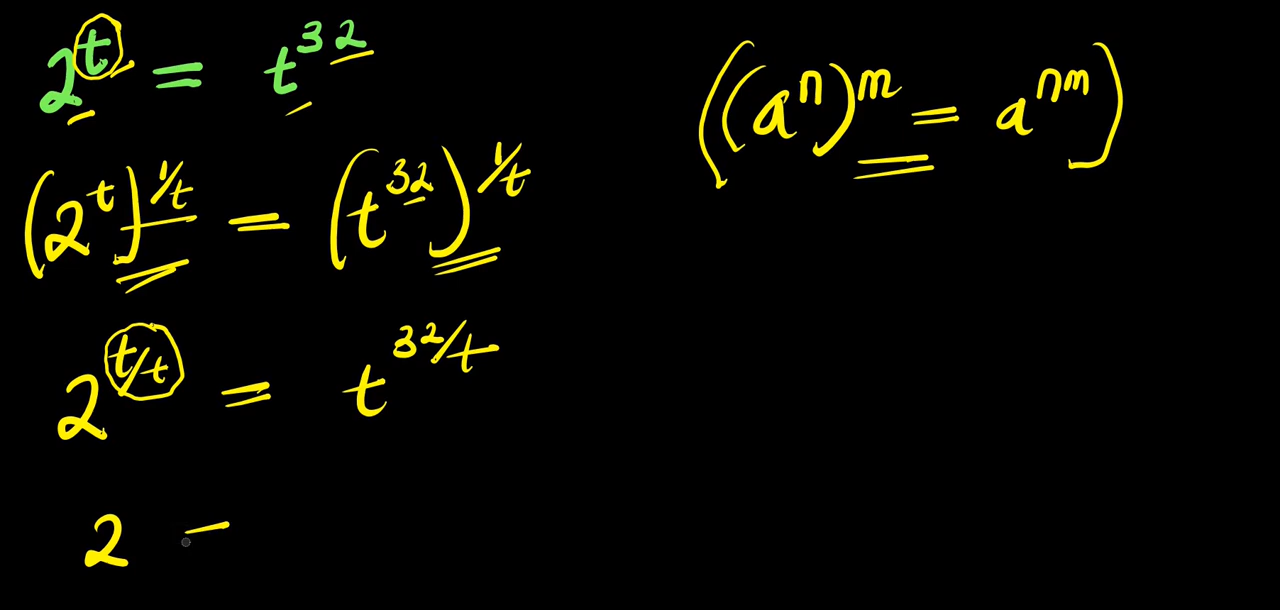 2^t = t^32
((a^n)^m = a^nm)
(2^t)^1/t = (t^32)^1/t
2^t/t = t^32/t
2 –